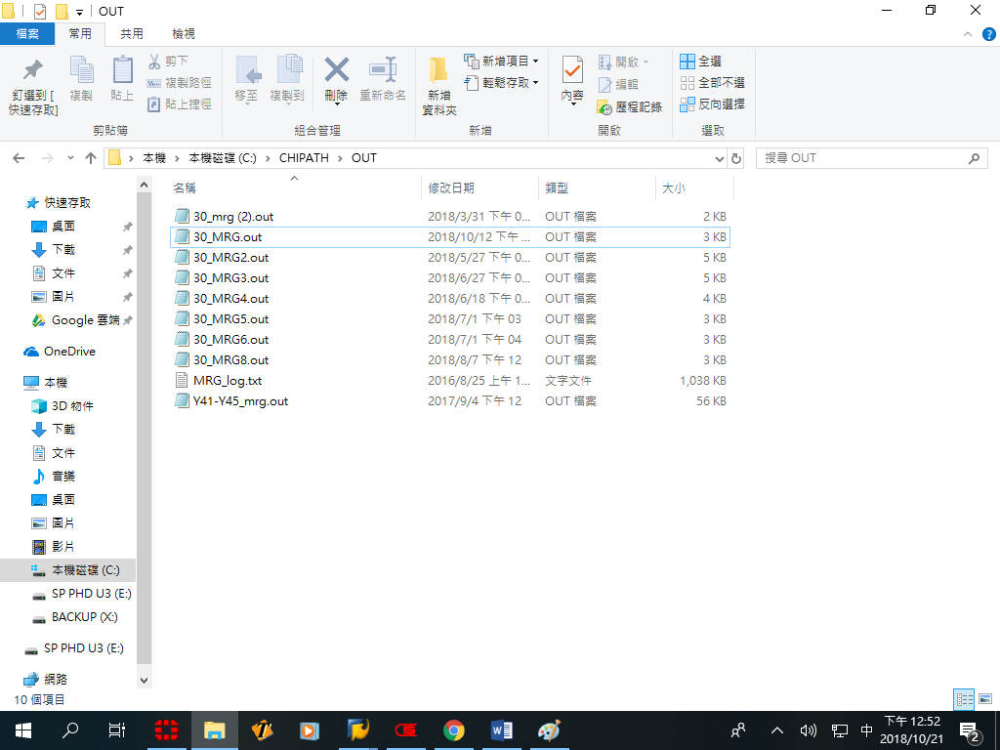 OUT
檔案 常用 共用 檢視
釘選到 [快速存取]
複製
貼上
剪下
複製路徑
貼上捷徑
剪貼簿
移至
複製到
刪除
重新命名
組合管理
新增資料夾
新增項目
輕鬆存取
新增
內容
開啟
編輯
歷程記錄
開啟
全選
全部不選
反向選擇
選取
本機 > 本機磁碟 (C:) > CHIPATH > OUT
搜尋 OUT
快速存取
桌面
下載
文件
圖片
Google 雲端
OneDrive
本機
3D 物件
下載
文件
音樂
桌面
圖片
影片
本機磁碟 (C:)
SP PHD U3 (E:)
BACKUP (X:)
SP PHD U3 (E:)
網路
名稱 修改日期 類型 大小
30_mrg (2).out 2018/3/31 下午 0... OUT 檔案 2 KB
30_MRG.out 2018/10/12 下午 ... OUT 檔案 3 KB
30_MRG2.out 2018/5/27 下午 0... OUT 檔案 5 KB
30_MRG3.out 2018/6/27 下午 0... OUT 檔案 5 KB
30_MRG4.out 2018/6/18 下午 0... OUT 檔案 4 KB
30_MRG5.out 2018/7/1 下午 03 OUT 檔案 3 KB
30_MRG6.out 2018/7/1 下午 04 OUT 檔案 3 KB
30_MRG8.out 2018/8/7 下午 12 OUT 檔案 3 KB
MRG_log.txt 2016/8/25 上午 1... 文字文件 1,038 KB
Y41-Y45_mrg.out 2017/9/4 下午 12 OUT 檔案 56 KB
10 個項目
中
下午 12:52
2018/10/21
2